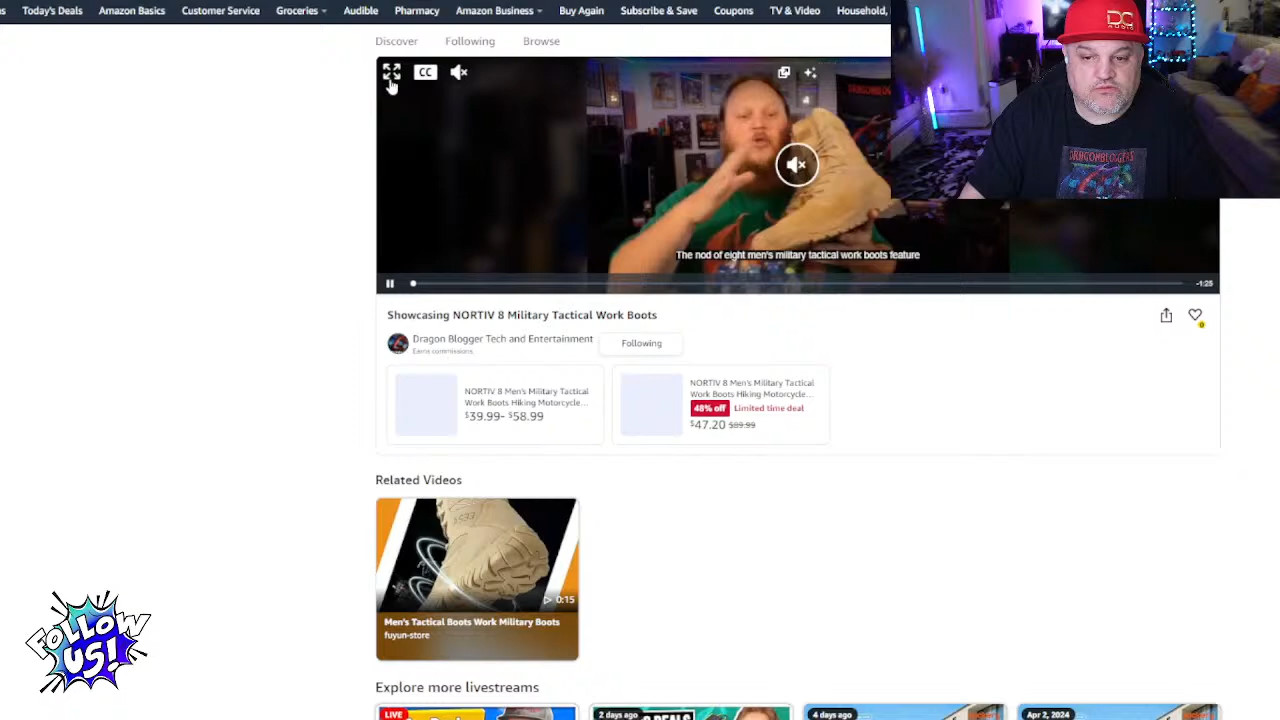 Today's Deals Amazon Basics Customer Service Groceries Audible Pharmacy Amazon Business Buy Again Subscribe & Save Coupons TV & Video Household,
DC
AUDIO
Discover Following Browse
CC
DRAGONBLOGGERS
The nod of eight men's military tactical work boots feature
-1:25
Showcasing NORTIV 8 Military Tactical Work Boots
0
Dragon Blogger Tech and Entertainment
Earns commissions
Following
NORTIV 8 Men's Military Tactical
Work Boots Hiking Motorcycle...
$39.99- $58.99
NORTIV 8 Men's Military Tactical
Work Boots Hiking Motorcycle...
48% off Limited time deal
$47.20 $89.99
Related Videos
0:15
Men's Tactical Boots Work Military Boots
fuyun-store
FOLLOW
US!
Explore more livestreams
LIVE
2 days ago
DEALS
4 days ago
Apr 2, 2024